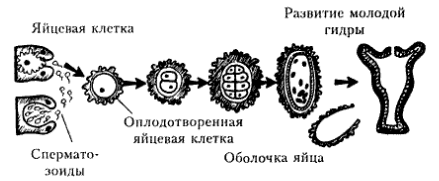 Яйцевая клетка
Развитие молодой
гидры
Оплодотворенная
яйцевая клетка
Спермато-
зоиды
Оболочка яйца